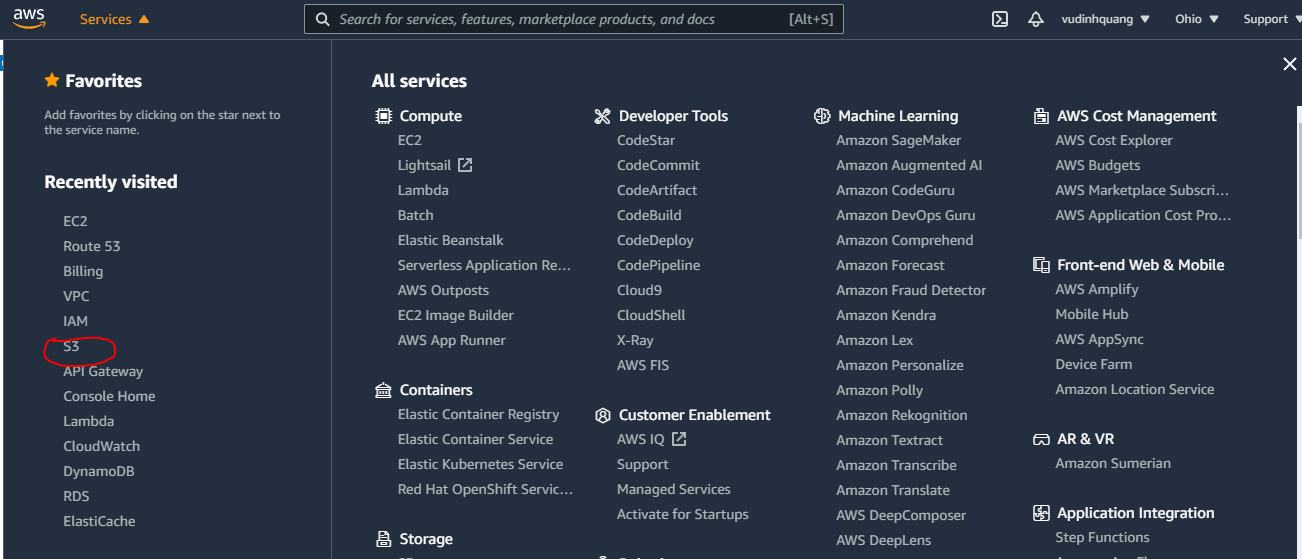 aws
Services
Search for services, features, marketplace products, and docs
[Alt+S]
vudinhquang
Ohio
Support
Favorites
Add favorites by clicking on the star next to
the service name.
Recently visited
EC2
Route 53
Billing
VPC
IAM
S3
API Gateway
Console Home
Lambda
CloudWatch
DynamoDB
RDS
ElastiCache
All services
Compute
EC2
Lightsail
Lambda
Batch
Elastic Beanstalk
Serverless Application Re...
AWS Outposts
EC2 Image Builder
AWS App Runner
Containers
Elastic Container Registry
Elastic Container Service
Elastic Kubernetes Service
Red Hat OpenShift Servic...
Storage
Developer Tools
CodeStar
CodeCommit
CodeArtifact
CodeBuild
CodeDeploy
CodePipeline
Cloud9
CloudShell
X-Ray
AWS FIS
Customer Enablement
AWS IQ
Support
Managed Services
Activate for Startups
Machine Learning
Amazon SageMaker
Amazon Augmented AI
Amazon CodeGuru
Amazon DevOps Guru
Amazon Comprehend
Amazon Forecast
Amazon Fraud Detector
Amazon Kendra
Amazon Lex
Amazon Personalize
Amazon Polly
Amazon Rekognition
Amazon Textract
Amazon Transcribe
Amazon Translate
AWS DeepComposer
AWS DeepLens
AWS Cost Management
AWS Cost Explorer
AWS Budgets
AWS Marketplace Subscri...
AWS Application Cost Pro...
Front-end Web & Mobile
AWS Amplify
Mobile Hub
AWS AppSync
Device Farm
Amazon Location Service
AR & VR
Amazon Sumerian
Application Integration
Step Functions